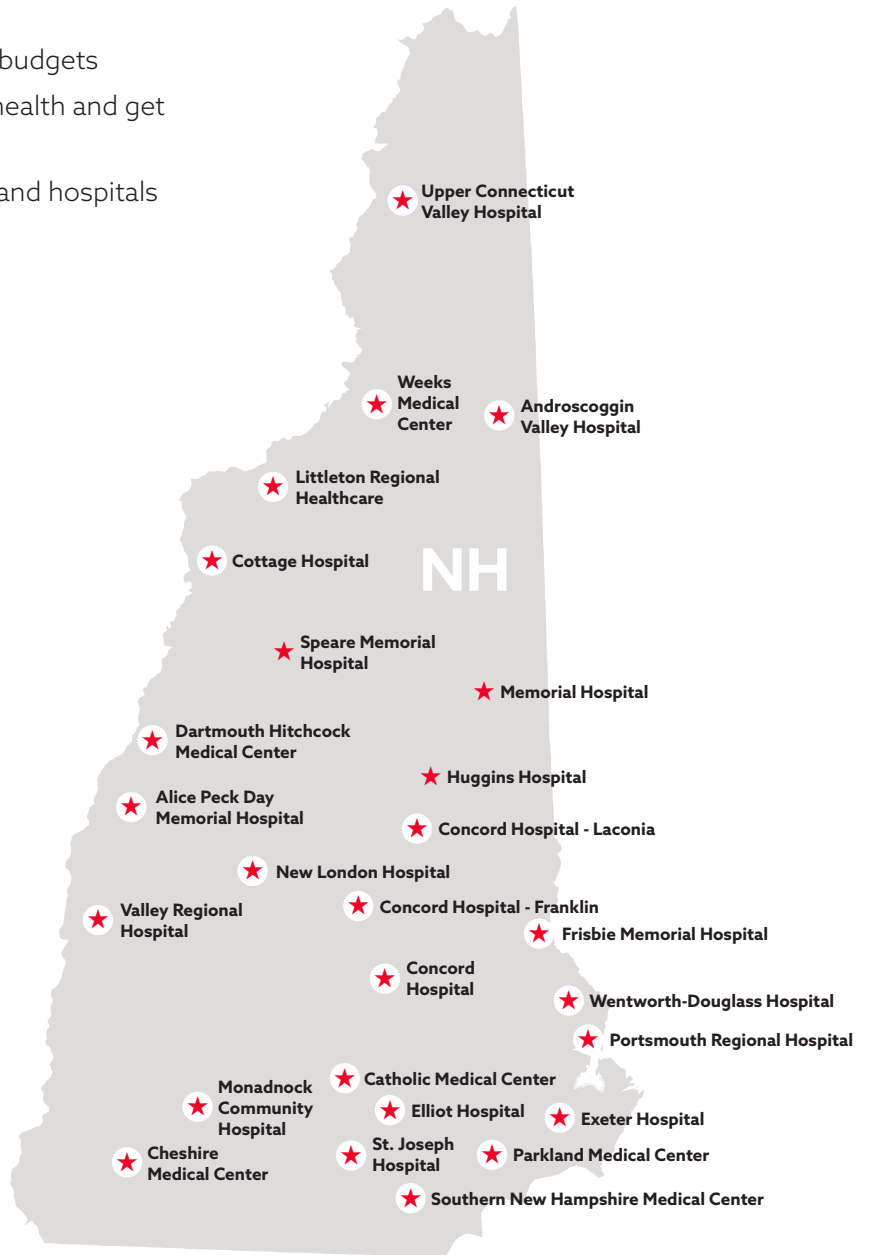 budgets
health and get
and hospitals
Upper Connecticut
Valley Hospital
Weeks
Medical
Center
Androscoggin
Valley Hospital
Littleton Regional
Healthcare
Cottage Hospital
NH
Speare Memorial
Hospital
Memorial Hospital
Dartmouth Hitchcock
Medical Center
Huggins Hospital
Alice Peck Day
Memorial Hospital
Concord Hospital - Laconia
New London Hospital
Concord Hospital - Franklin
Valley Regional
Hospital
Frisbie Memorial Hospital
Concord
Hospital
Wentworth-Douglass Hospital
Portsmouth Regional Hospital
Catholic Medical Center
Monadnock
Community
Hospital
Elliot Hospital
Exeter Hospital
St. Joseph
Hospital
Parkland Medical Center
Cheshire
Medical Center
Southern New Hampshire Medical Center